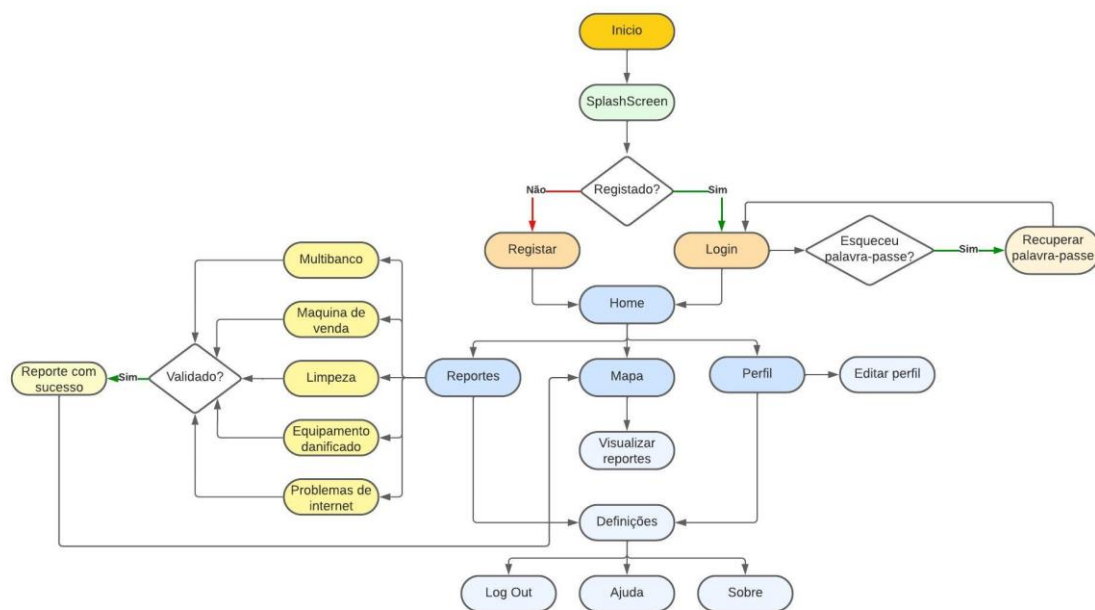 Inicio
SplashScreen
Registado?
Não
Sim
Registar
Login
Esqueceu
palavra-passe?
Sim
Recuperar
palavra-passe
Home
Multibanco
Maquina de
venda
Limpeza
Equipamento
danificado
Problemas de
internet
Validado?
Sim
Reporte com
sucesso
Reportes
Mapa
Perfil
Editar perfil
Visualizar
reportes
Definições
Log Out
Ajuda
Sobre